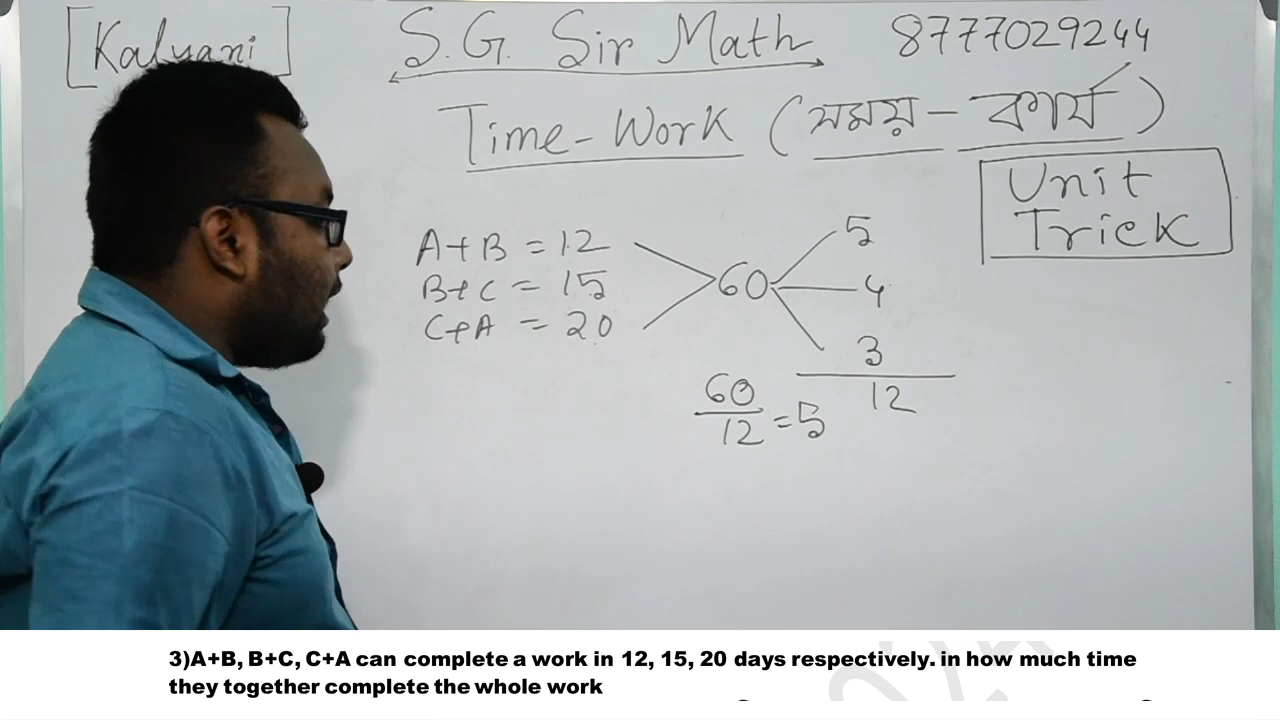 [Kalyani]
S.G. Sir Math
8777029244
Time-Work (সময়-কার্য)
Unit
Trick
A+B = 12
B+C = 15
C+A = 20
60
5
4
3
12
60/12 = 5
3)A+B, B+C, C+A can complete a work in 12, 15, 20 days respectively. in how much time
they together complete the whole work